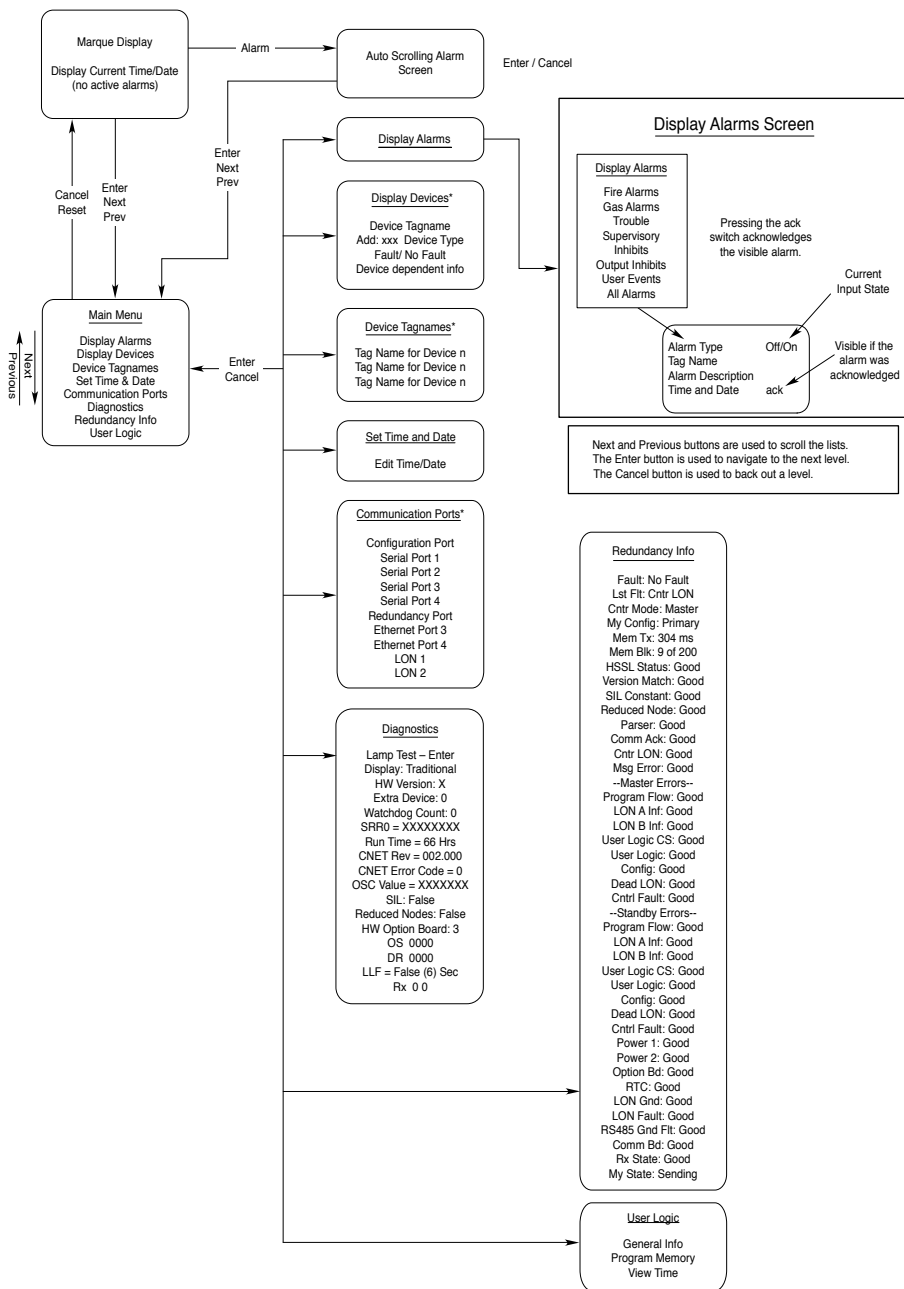 Marque Display
Display Current Time/Date
(no active alarms)
Alarm
Auto Scrolling Alarm
Screen
Enter / Cancel
Cancel
Reset
Enter
Next
Prev
Enter
Next
Prev
Main Menu
Display Alarms
Display Devices
Device Tagnames
Set Time & Date
Communication Ports
Diagnostics
Redundancy Info
User Logic
Next
Previous
Enter
Cancel
Display Alarms
Display Devices*
Device Tagname
Add: xxx Device Type
Fault/ No Fault
Device dependent info
Device Tagnames*
Tag Name for Device n
Tag Name for Device n
Tag Name for Device n
Set Time and Date
Edit Time/Date
Communication Ports*
Configuration Port
Serial Port 1
Serial Port 2
Serial Port 3
Serial Port 4
Redundancy Port
Ethernet Port 3
Ethernet Port 4
LON 1
LON 2
Diagnostics
Lamp Test – Enter
Display: Traditional
HW Version: X
Extra Device: 0
Watchdog Count: 0
SRR0 = XXXXXXXX
Run Time = 66 Hrs
CNET Rev = 002.000
CNET Error Code = 0
OSC Value = XXXXXXX
SIL: False
Reduced Nodes: False
HW Option Board: 3
OS 0000
DR 0000
LLF = False (6) Sec
Rx 0 0
Display Alarms Screen
Display Alarms
Fire Alarms
Gas Alarms
Trouble
Supervisory
Inhibits
Output Inhibits
User Events
All Alarms
Pressing the ack
switch acknowledges
the visible alarm.
Current
Input State
Alarm Type Off/On
Tag Name
Alarm Description
Time and Date ack
Visible if the
alarm was
acknowledged
Next and Previous buttons are used to scroll the lists.
The Enter button is used to navigate to the next level.
The Cancel button is used to back out a level.
Redundancy Info
Fault: No Fault
Lst Flt: Cntr LON
Cntr Mode: Master
My Config: Primary
Mem Tx: 304 ms
Mem Blk: 9 of 200
HSSL Status: Good
Version Match: Good
SIL Constant: Good
Reduced Node: Good
Parser: Good
Comm Ack: Good
Cntr LON: Good
Msg Error: Good
--Master Errors--
Program Flow: Good
LON A Inf: Good
LON B Inf: Good
User Logic CS: Good
User Logic: Good
Config: Good
Dead LON: Good
Cntrl Fault: Good
--Standby Errors--
Program Flow: Good
LON A Inf: Good
LON B Inf: Good
User Logic CS: Good
User Logic: Good
Config: Good
Dead LON: Good
Cntrl Fault: Good
Power 1: Good
Power 2: Good
Option Bd: Good
RTC: Good
LON Gnd: Good
LON Fault: Good
RS485 Gnd Flt: Good
Comm Bd: Good
Rx State: Good
My State: Sending
User Logic
General Info
Program Memory
View Time